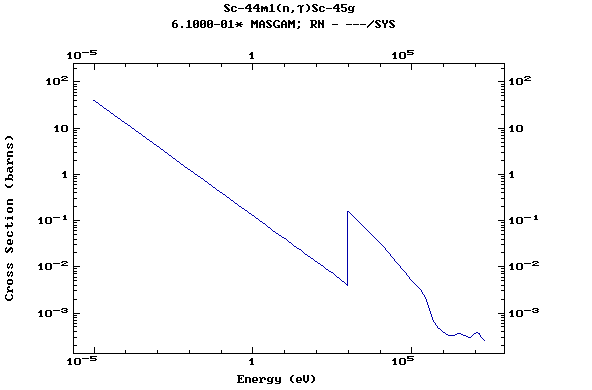 Sc-44m1(n,γ)Sc-45g
6.1000-01* MASGAM; RN - ---/SYS
10⁻⁵ 1 10⁵
10² 10²
10 10
1 1
10⁻¹ 10⁻¹
10⁻² 10⁻²
10⁻³ 10⁻³
10⁻⁵ 1 10⁵
Cross Section (barns)
Energy (eV)